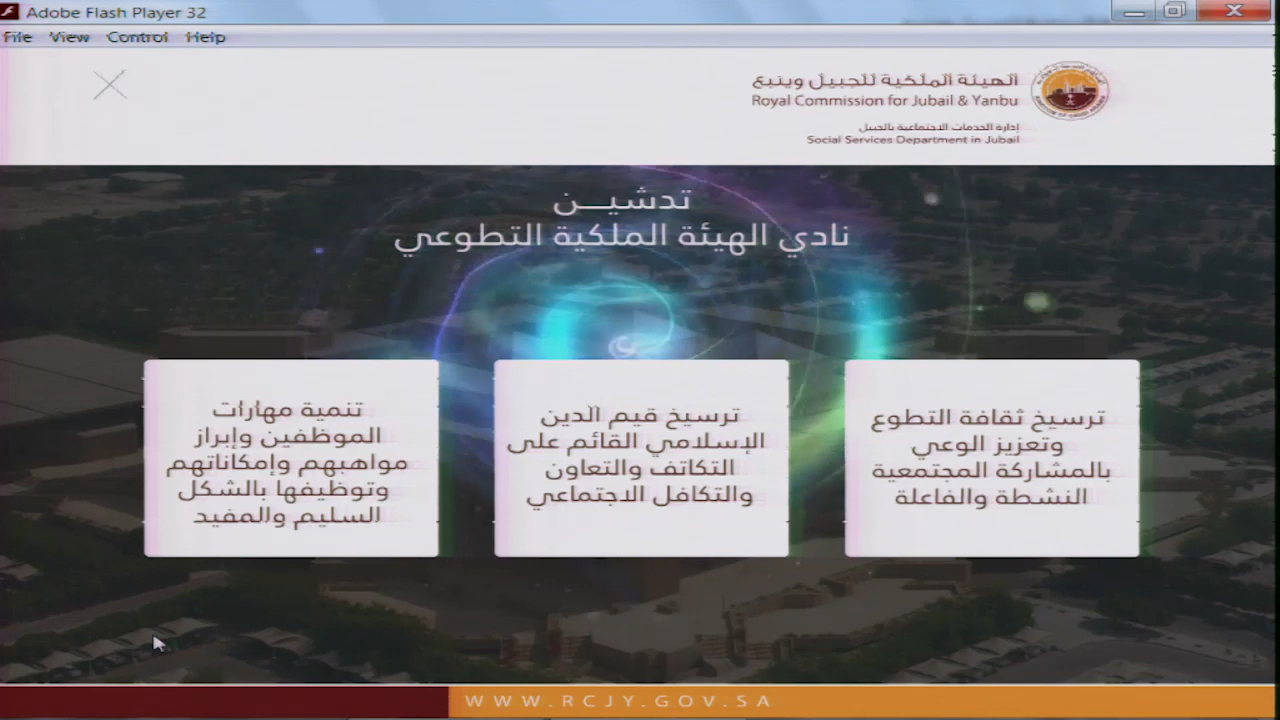 Adobe Flash Player 32
File View Control Help
الهيئة الملكية للجبيل وينبع
Royal Commission for Jubail & Yanbu
إدارة الخدمات الاجتماعية بالجبيل
Social Services Department in Jubail
تدشيـــن
نادي الهيئة الملكية التطوعي
ترسيخ ثقافة التطوع
وتعزيز الوعي
بالمشاركة المجتمعية
النشطة والفاعلة
ترسيخ قيم الدين
الإسلامي القائم على
التكاتف والتعاون
والتكافل الاجتماعي
تنمية مهارات
الموظفين وإبراز
مواهبهم وإمكاناتهم
وتوظيفها بالشكل
السليم والمفيد
WWW.RCJY.GOV.SA